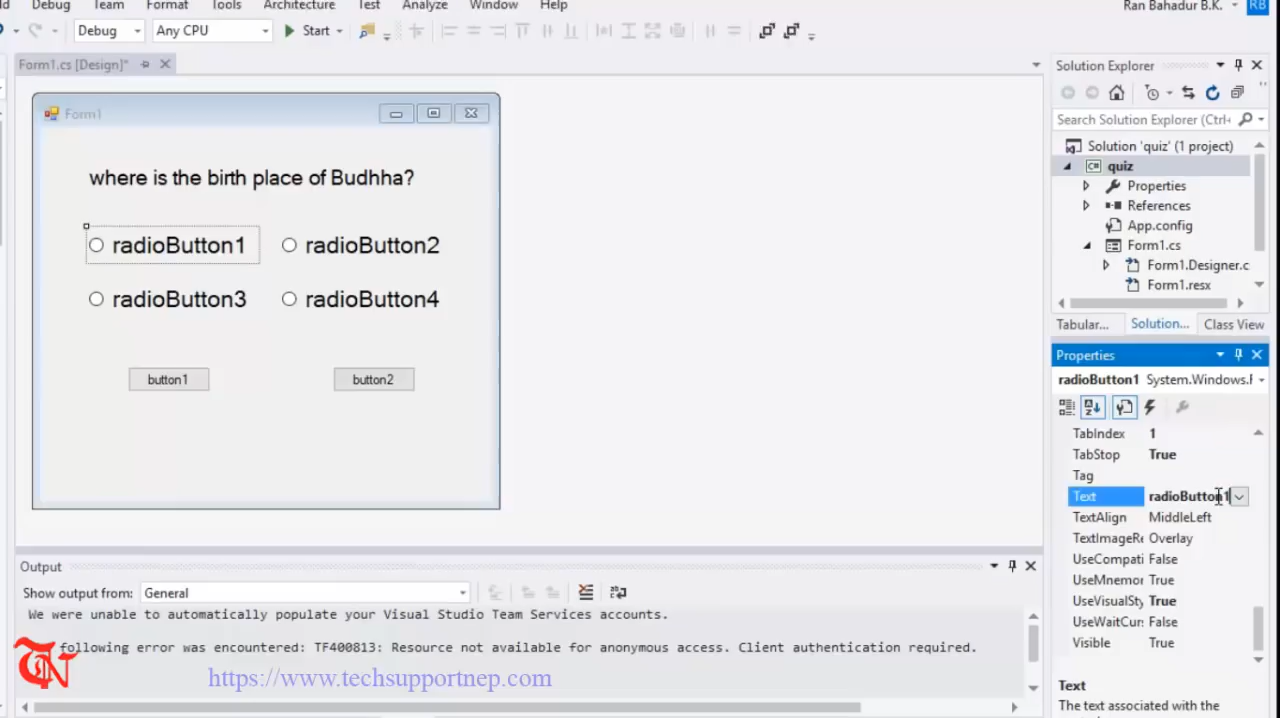 Debug Team Format Tools Architecture Test Analyze Window Help Ran Bahadur B.K. RB
Debug Any CPU Start
Form1.cs [Design]*
Form1
where is the birth place of Budhha?
radioButton1 radioButton2
radioButton3 radioButton4
button1 button2
Solution Explorer
Search Solution Explorer (Ctrl+
Solution 'quiz' (1 project)
C# quiz
Properties
References
App.config
Form1.cs
Form1.Designer.c
Form1.resx
Tabular... Solution... Class View
Properties
radioButton1 System.Windows.F
TabIndex 1
TabStop True
Tag
Text radioButton1
TextAlign MiddleLeft
TextImageRe Overlay
UseCompati False
UseMnemor True
UseVisualSty True
UseWaitCur False
Visible True
Text
The text associated with the
Output
Show output from: General
We were unable to automatically populate your Visual Studio Team Services accounts.
following error was encountered: TF400813: Resource not available for anonymous access. Client authentication required.
TN
https://www.techsupportnep.com